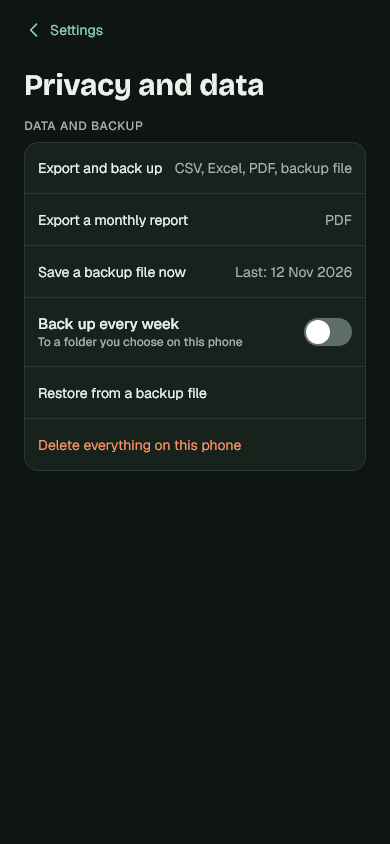 Settings
Privacy and data
DATA AND BACKUP
Export and back up CSV, Excel, PDF, backup file
Export a monthly report PDF
Save a backup file now Last: 12 Nov 2026
Back up every week
To a folder you choose on this phone
Restore from a backup file
Delete everything on this phone